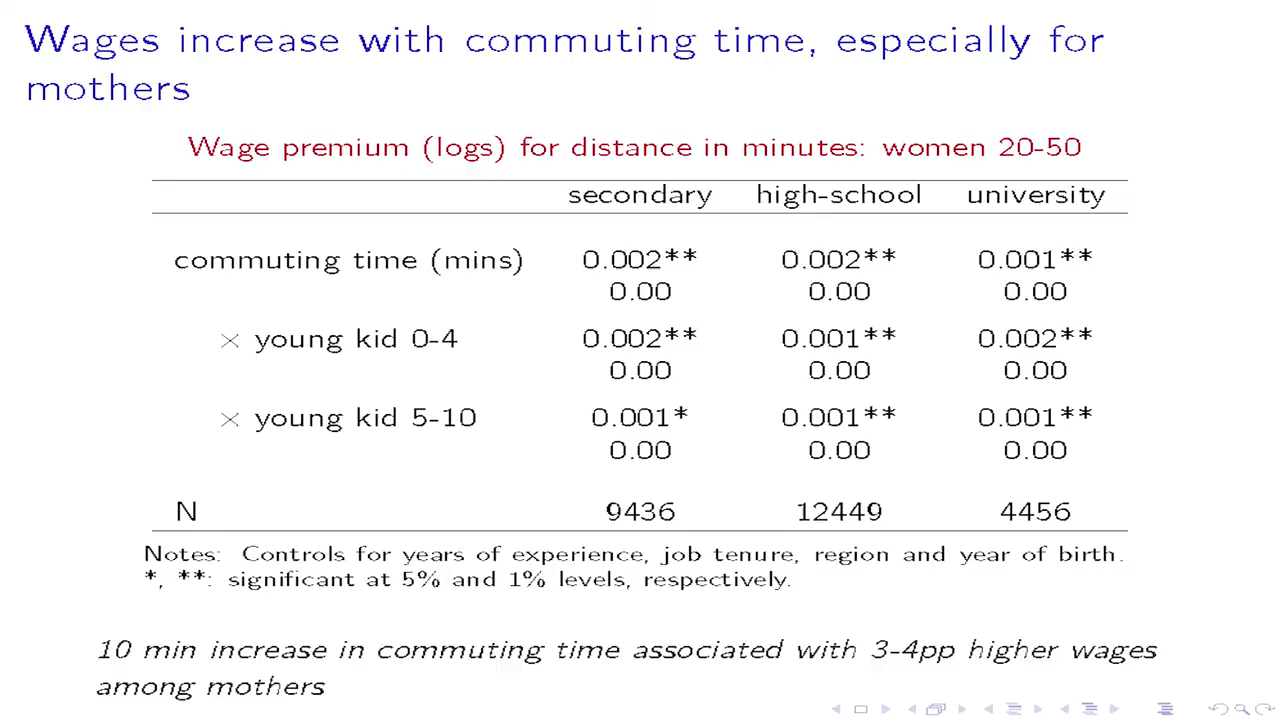 Wages increase with commuting time, especially for
mothers
Wage premium (logs) for distance in minutes: women 20-50
secondary high-school university
commuting time (mins) 0.002** 0.002** 0.001**
0.00 0.00 0.00
× young kid 0-4 0.002** 0.001** 0.002**
0.00 0.00 0.00
× young kid 5-10 0.001* 0.001** 0.001**
0.00 0.00 0.00
N 9436 12449 4456
Notes: Controls for years of experience, job tenure, region and year of birth.
*, **: significant at 5% and 1% levels, respectively.
10 min increase in commuting time associated with 3-4pp higher wages
among mothers